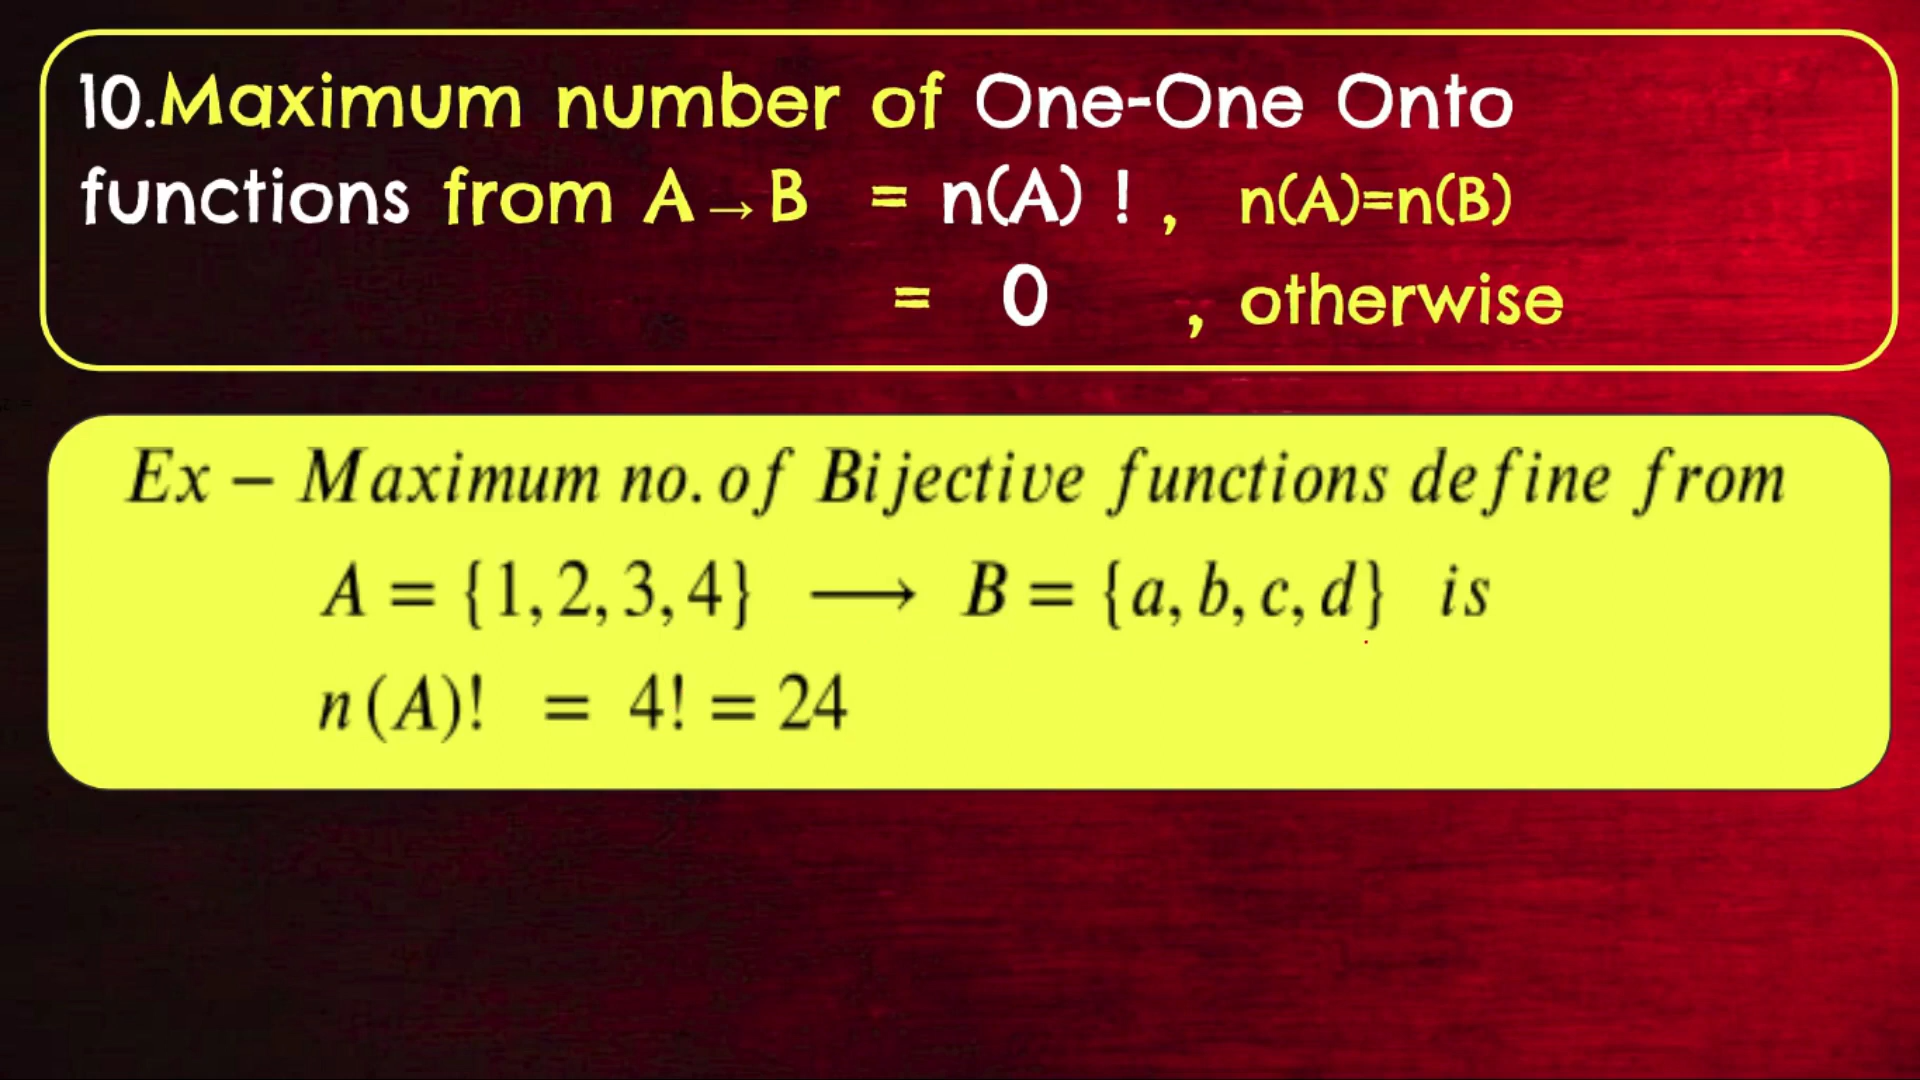 10.Maximum number of One-One Onto
functions from A→B = n(A) ! , n(A)=n(B)
= 0 , otherwise
Ex – Maximum no. of Bijective functions define from
A = {1, 2, 3, 4} ⟶ B = {a, b, c, d} is
n(A)! = 4! = 24